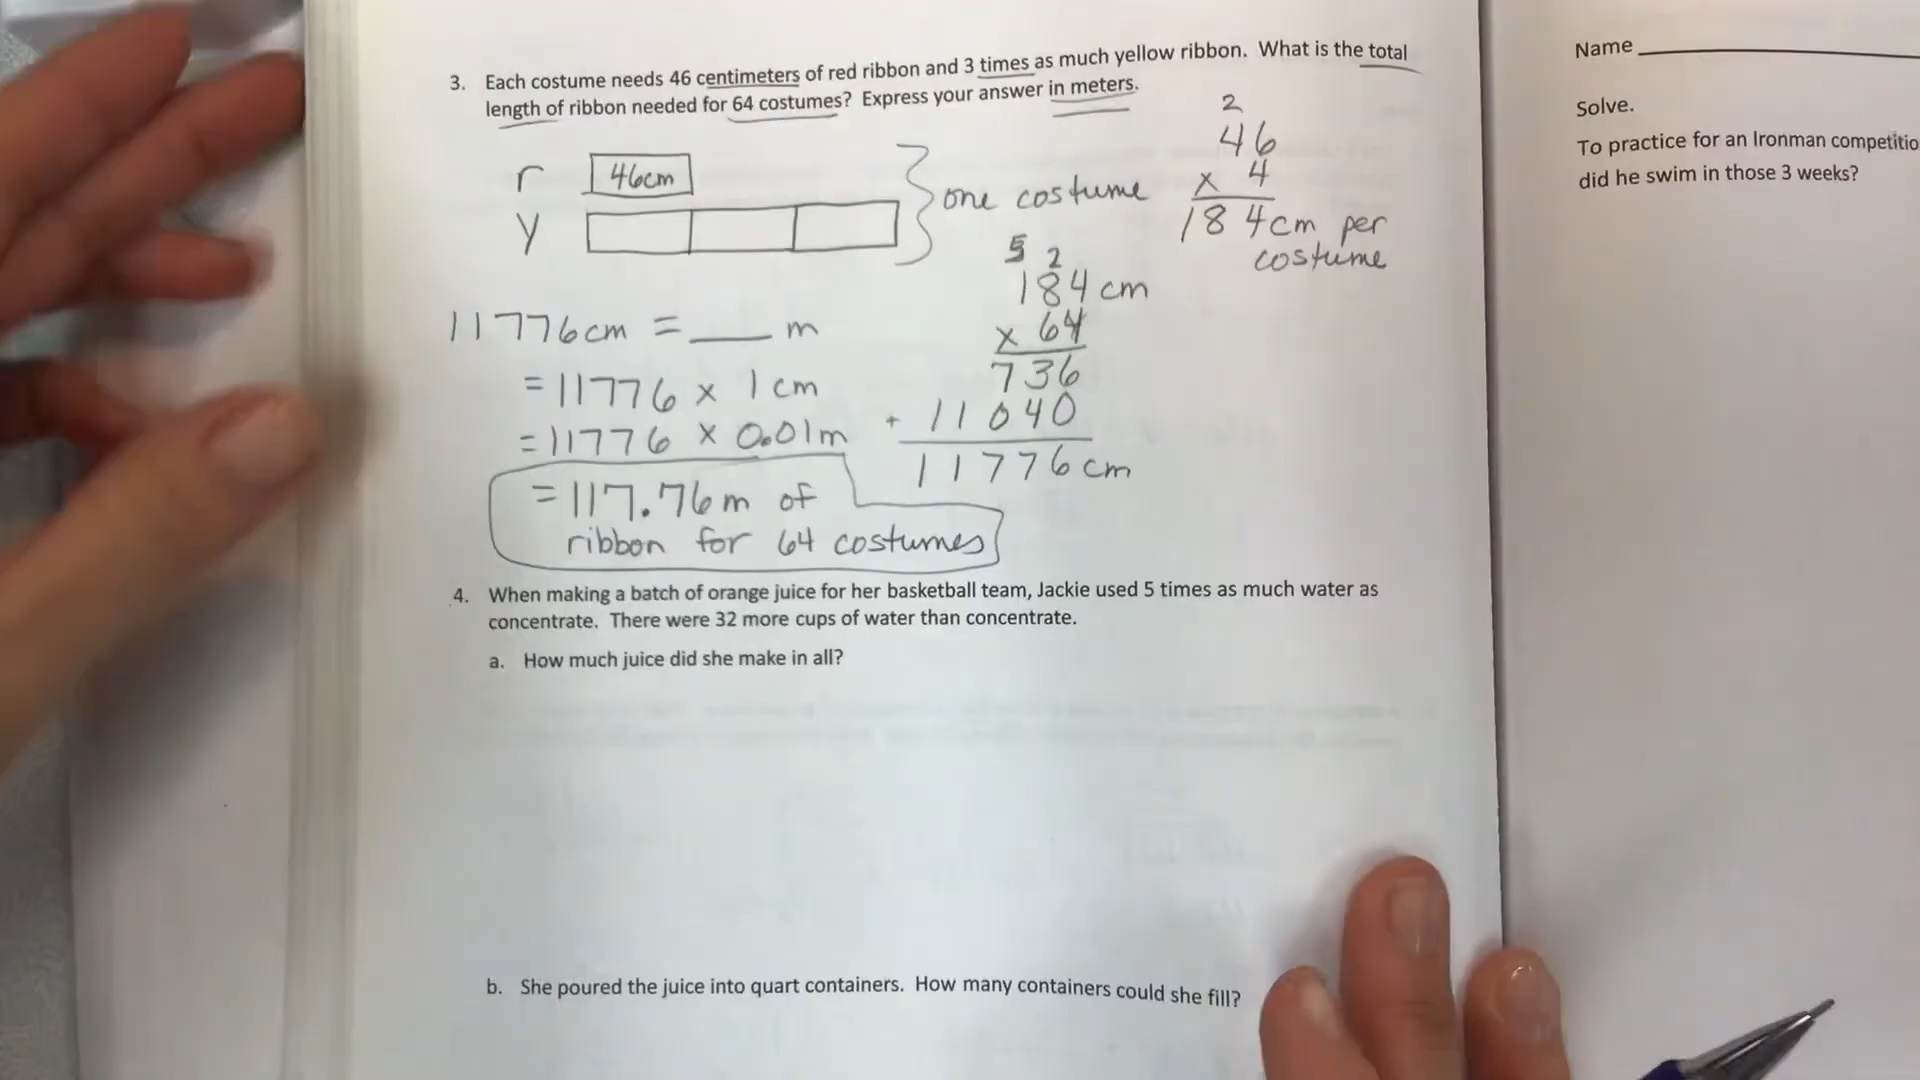 3. Each costume needs 46 centimeters of red ribbon and 3 times as much yellow ribbon. What is the total
length of ribbon needed for 64 costumes? Express your answer in meters.
r 46cm
y
one costume
2
46
x 4
184cm per
costume
5 2
184 cm
x 64
736
+ 11040
11776 cm
11776cm = ___ m
= 11776 x 1 cm
= 11776 x 0.01m
= 117.76 m of
ribbon for 64 costumes
4. When making a batch of orange juice for her basketball team, Jackie used 5 times as much water as
concentrate. There were 32 more cups of water than concentrate.
a. How much juice did she make in all?
b. She poured the juice into quart containers. How many containers could she fill?
Name
Solve.
To practice for an Ironman competitio
did he swim in those 3 weeks?